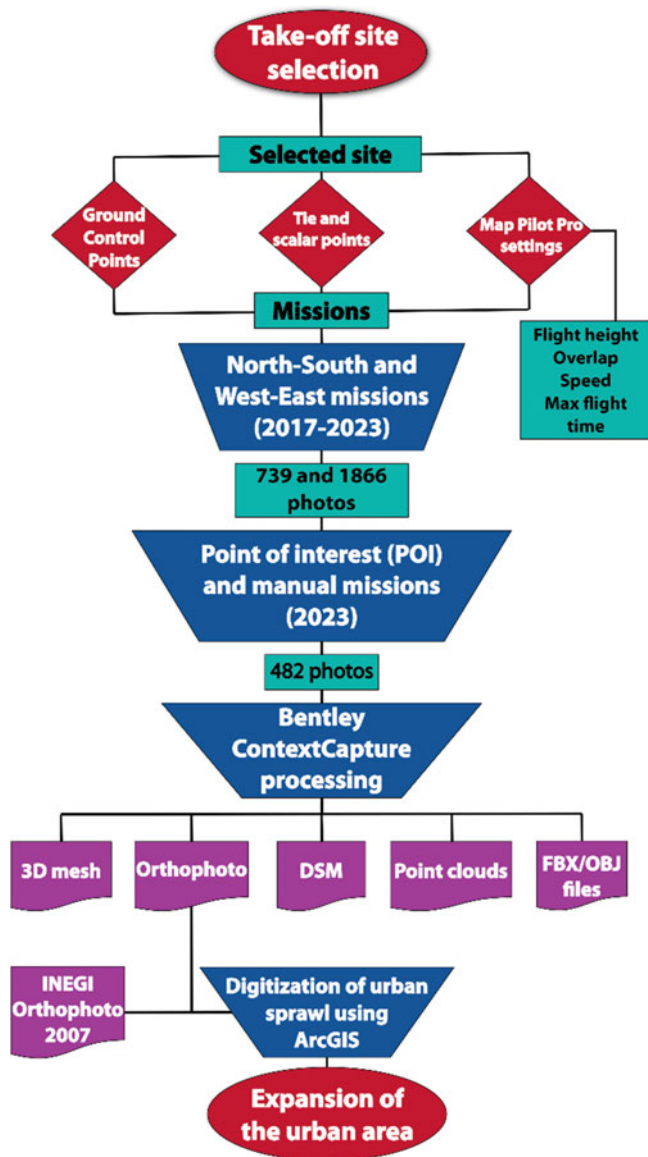 Take-off site
selection
Selected site
Ground
Control
Points
Tie and
scalar points
Map Pilot Pro
settings
Missions
Flight height
Overlap
Speed
Max flight
time
North-South and
West-East missions
(2017-2023)
739 and 1866
photos
Point of interest (POI)
and manual missions
(2023)
482 photos
Bentley
ContextCapture
processing
3D mesh
Orthophoto
DSM
Point clouds
FBX/OBJ
files
INEGI
Orthophoto
2007
Digitization of urban
sprawl using
ArcGIS
Expansion of
the urban area